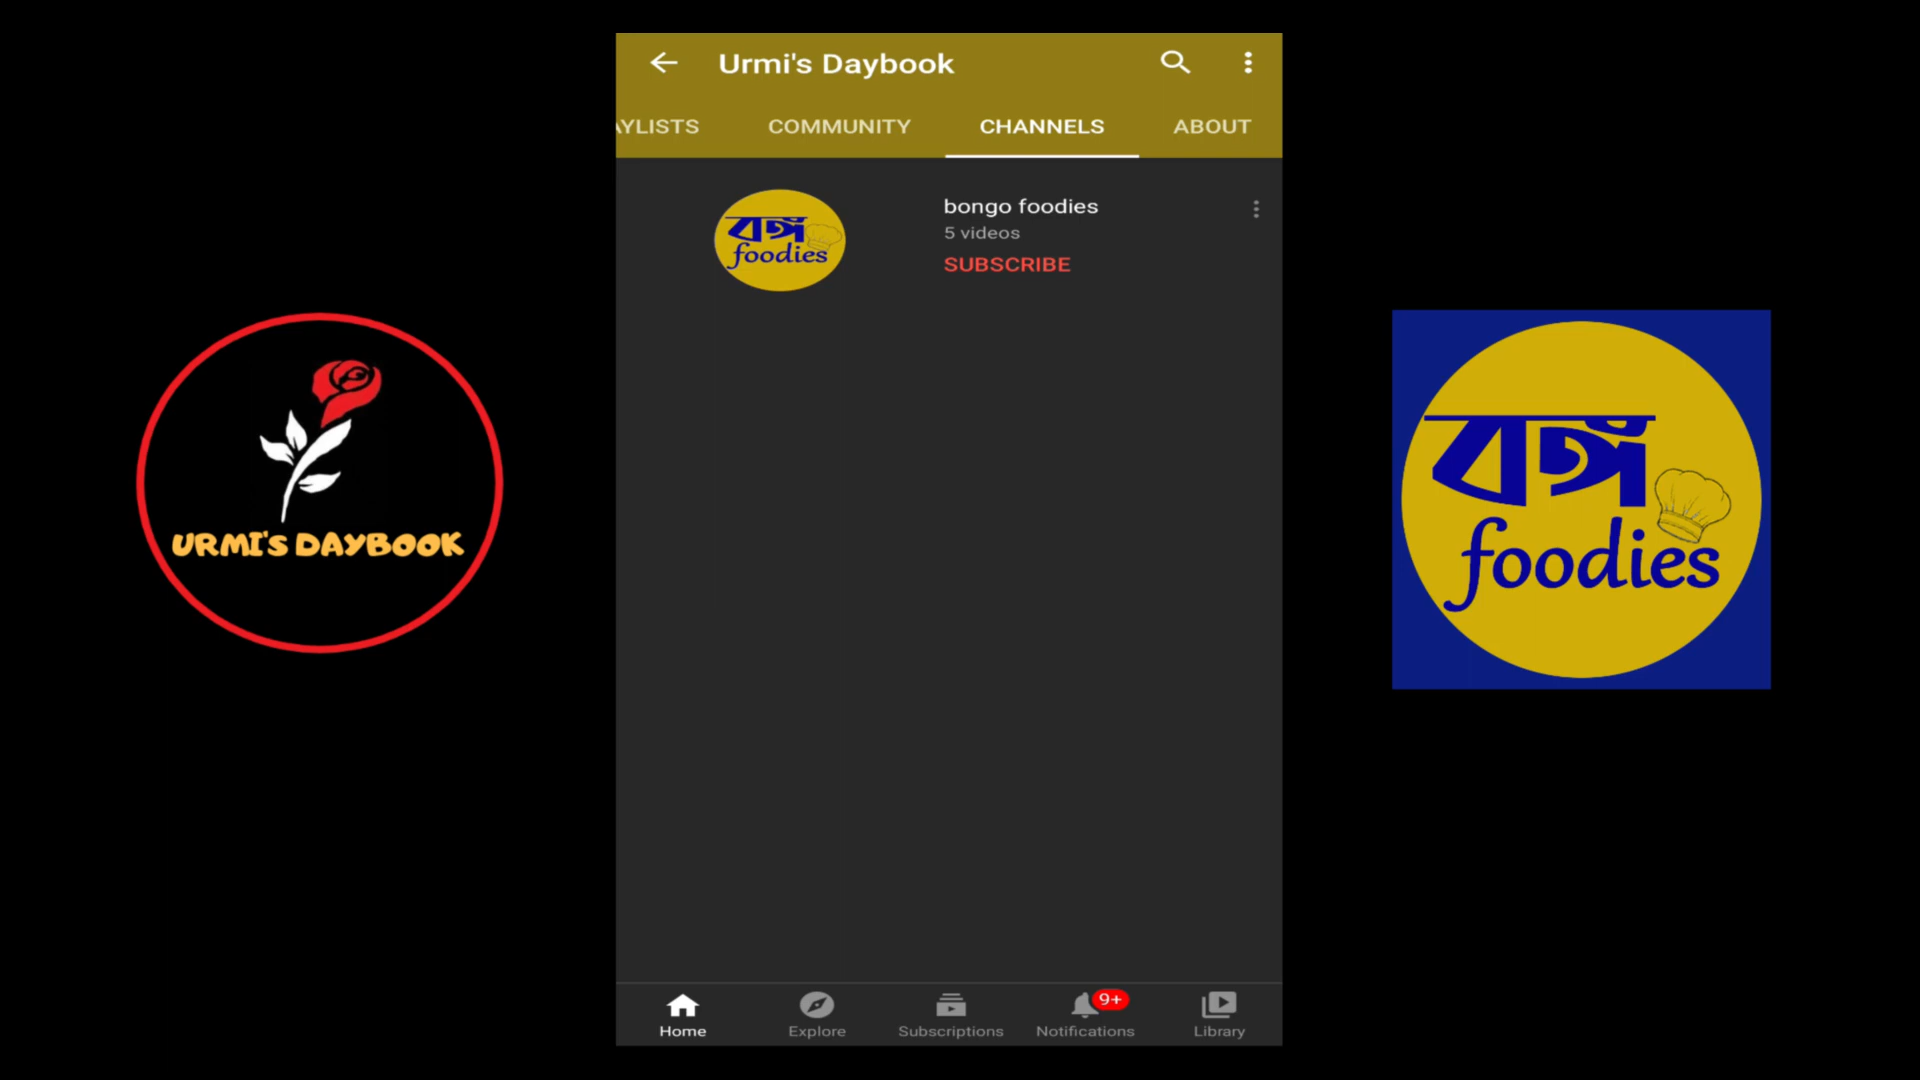 Urmi's Daybook
AYLISTS COMMUNITY CHANNELS ABOUT
বঙ্গ
foodies
bongo foodies
5 videos
SUBSCRIBE
URMI'S DAYBOOK
বঙ্গ
foodies
9+
Home Explore Subscriptions Notifications Library